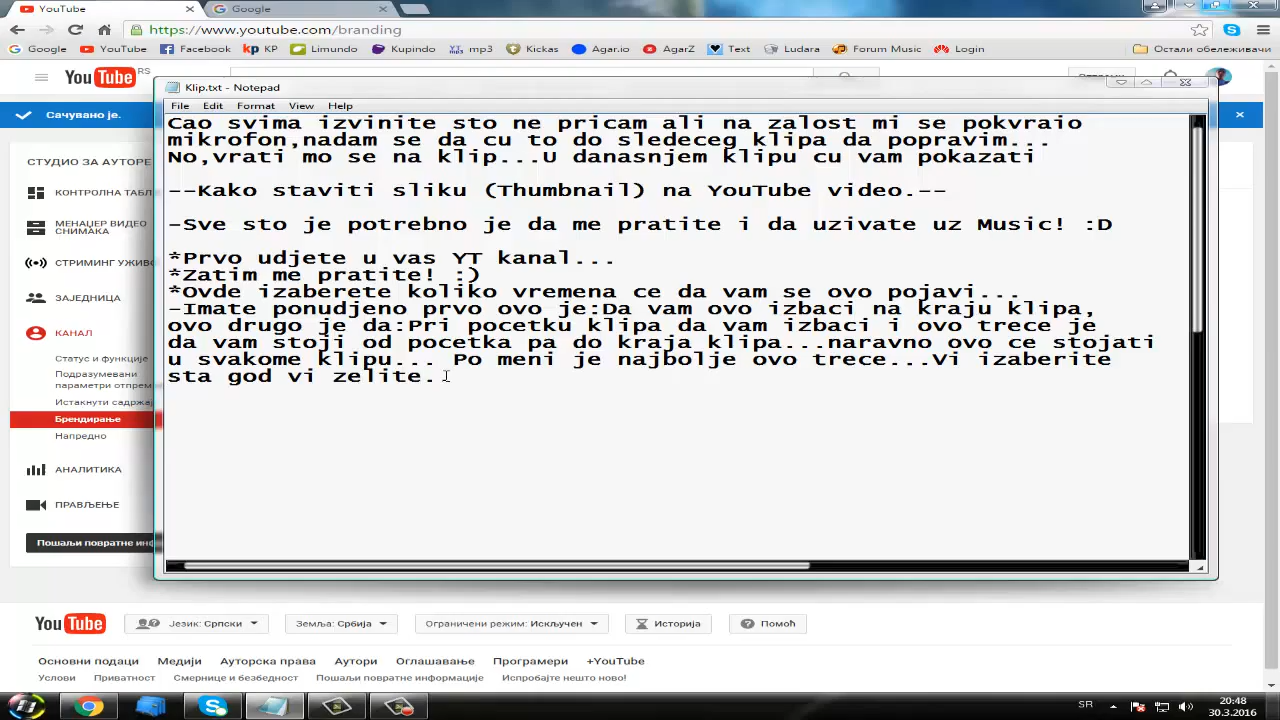 YouTube
Google
https://www.youtube.com/branding
Google
YouTube
Facebook
KP
Limundo
Kupindo
mp3
Kickas
Agar.io
AgarZ
Text
Ludara
Forum Music
Login
Остали обележивачи
YouTube RS
Сачувано је.
Klip.txt - Notepad
File Edit Format View Help
Cao svima izvinite sto ne pricam ali na zalost mi se pokvraio
mikrofon,nadam se da cu to do sledeceg klipa da popravim...
No,vrati mo se na klip...U danasnjem klipu cu vam pokazati
--Kako staviti sliku (Thumbnail) na YouTube video.--
-Sve sto je potrebno je da me pratite i da uzivate uz Music! :D
*Prvo udjete u vas YT kanal...
*Zatim me pratite! :)
*Ovde izaberete koliko vremena ce da vam se ovo pojavi...
-Imate ponudjeno prvo ovo je:Da vam ovo izbaci na kraju klipa,
ovo drugo je da:Pri pocetku klipa da vam izbaci i ovo trece je
da vam stoji od pocetka pa do kraja klipa...naravno ovo ce stojati
u svakome klipu... Po meni je najbolje ovo trece...Vi izaberite
sta god vi zelite.
СТУДИО ЗА АУТОРЕ
КОНТРОЛНА ТАБЛ
МЕНАЏЕР ВИДЕО
СНИМАКА
СТРИМИНГ УЖИВО
ЗАЈЕДНИЦА
КАНАЛ
Статус и функције
Подразумевани
параметри отпрем
Истакнути садржај
Брендирање
Напредно
АНАЛИТИКА
ПРАВЉЕЊЕ
Пошаљи повратне инф
YouTube
Језик: Српски
Земља: Србија
Ограничени режим: Искључен
Историја
Помоћ
Основни подаци Медији Ауторска права Аутори Оглашавање Програмери +YouTube
Услови Приватност Смернице и безбедност Пошаљи повратне информације Испробајте нешто ново!
SR
20:48
30.3.2016